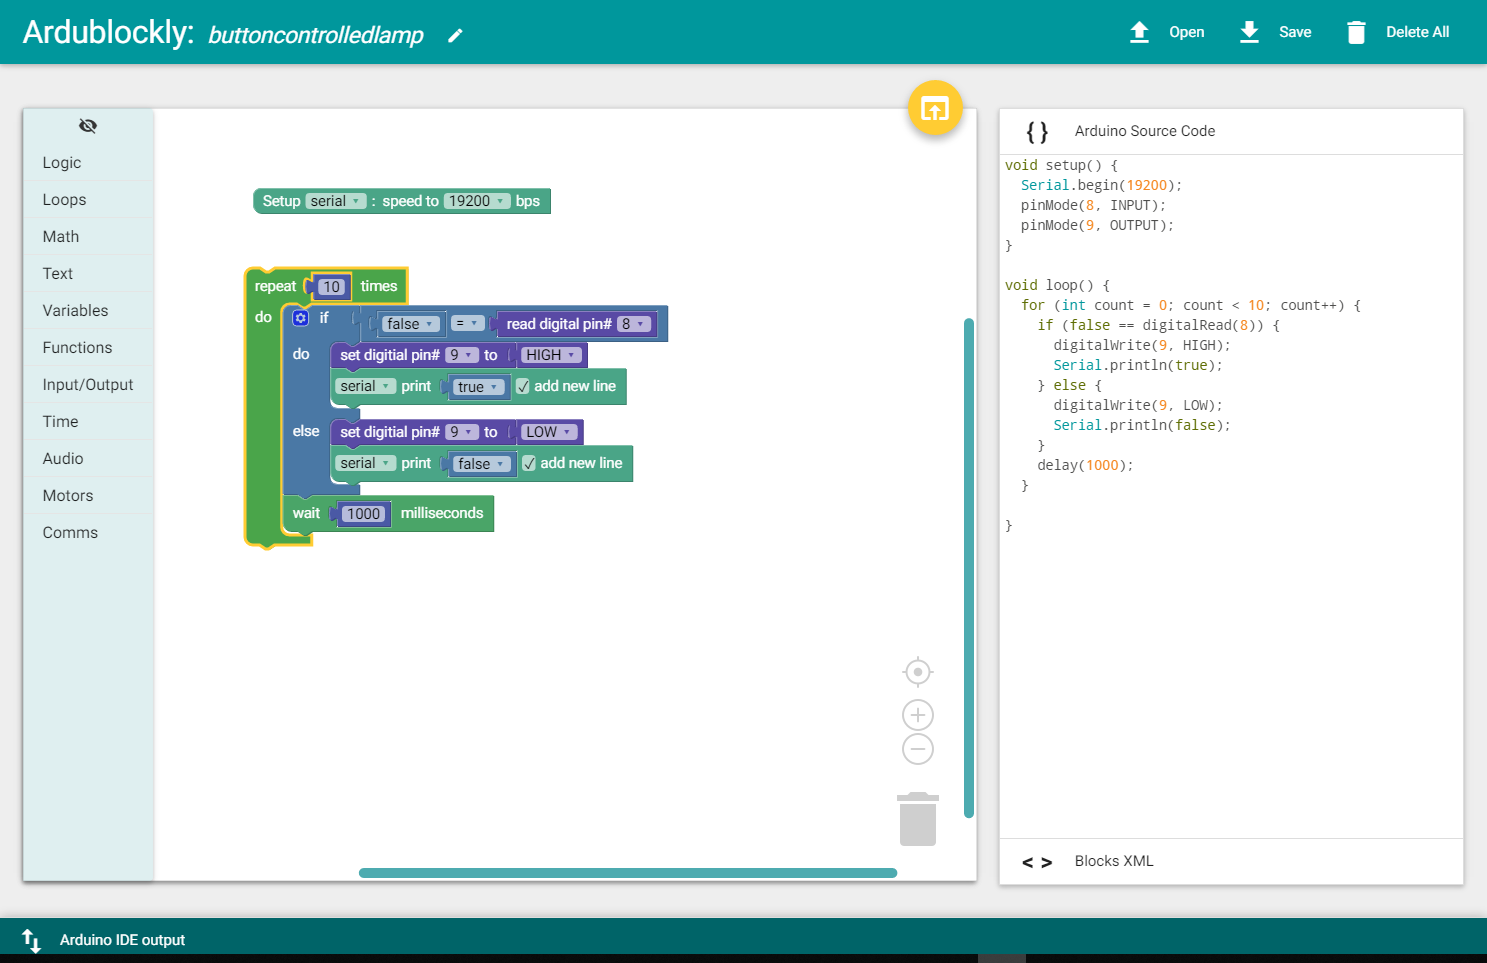 Ardublockly: buttoncontrolledlamp
Open
Save
Delete All
Logic
Loops
Math
Text
Variables
Functions
Input/Output
Time
Audio
Motors
Comms
Setup serial : speed to 19200 bps
repeat 10 times
do if false = read digital pin# 8
do set digitial pin# 9 to HIGH
serial print true add new line
else set digitial pin# 9 to LOW
serial print false add new line
wait 1000 milliseconds
{ } Arduino Source Code
void setup() {
Serial.begin(19200);
pinMode(8, INPUT);
pinMode(9, OUTPUT);
}
void loop() {
for (int count = 0; count < 10; count++) {
if (false == digitalRead(8)) {
digitalWrite(9, HIGH);
Serial.println(true);
} else {
digitalWrite(9, LOW);
Serial.println(false);
}
delay(1000);
}
}
< > Blocks XML
Arduino IDE output